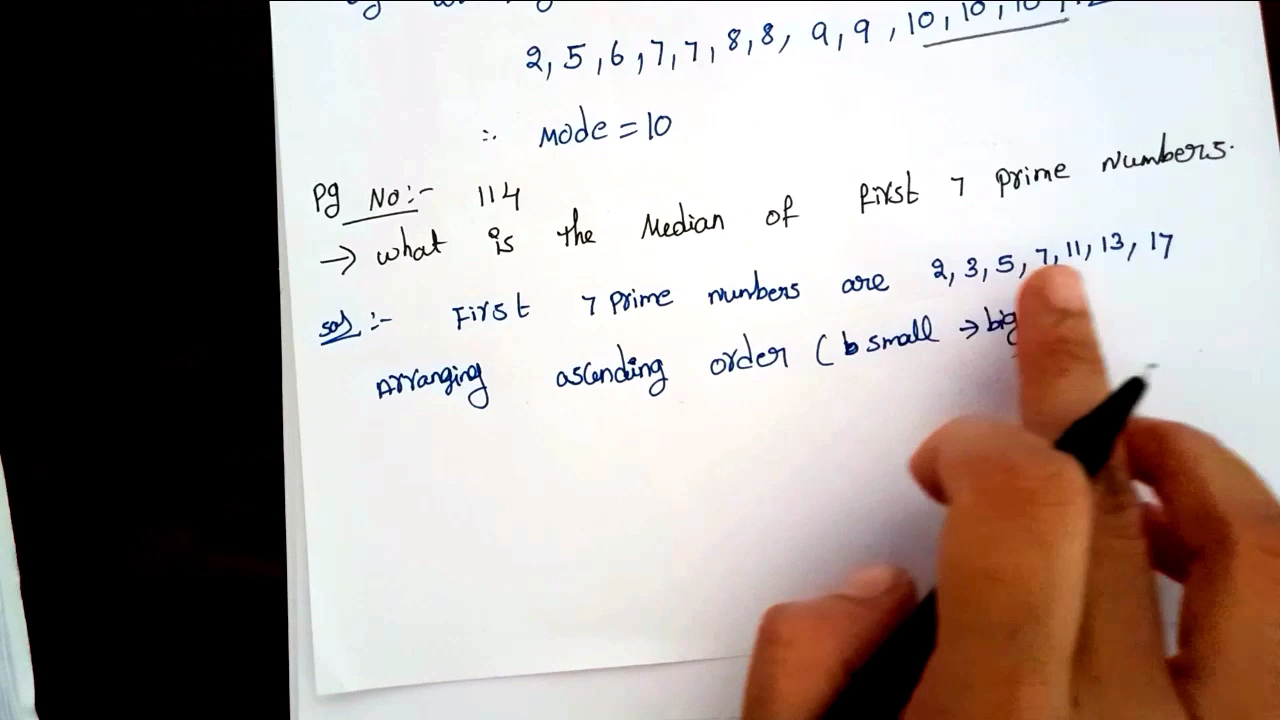 2, 5, 6, 7, 7, 8, 8, 9, 9, 10, 10, 10,
∴ mode = 10
Pg No:- 114
→ what is the Median of first 7 prime numbers.
sol:- First 7 prime numbers are 2, 3, 5, 7, 11, 13, 17
Arranging ascending order ( small → big